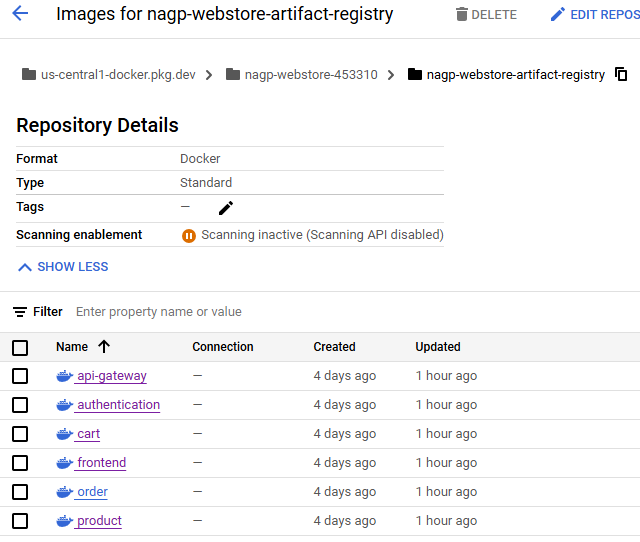 Images for nagp-webstore-artifact-registry DELETE EDIT REPOS
us-central1-docker.pkg.dev nagp-webstore-453310 nagp-webstore-artifact-registry
Repository Details
Format Docker
Type Standard
Tags —
Scanning enablement Scanning inactive (Scanning API disabled)
SHOW LESS
Filter Enter property name or value
Name Connection Created Updated
api-gateway — 4 days ago 1 hour ago
authentication — 4 days ago 1 hour ago
cart — 4 days ago 1 hour ago
frontend — 4 days ago 1 hour ago
order — 4 days ago 1 hour ago
product — 4 days ago 1 hour ago